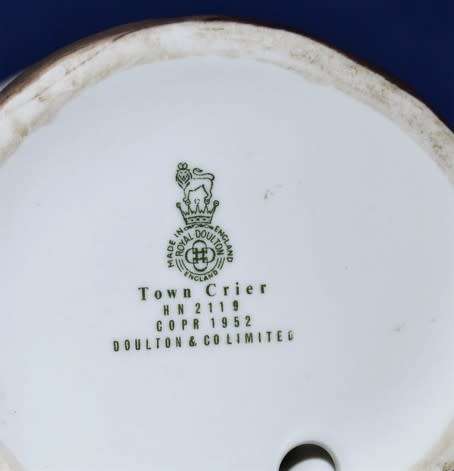 MADE IN ENGLAND
ROYAL DOULTON
ENGLAND
Town Crier
HN 2119
COPR 1952
DOULTON & CO LIMITED